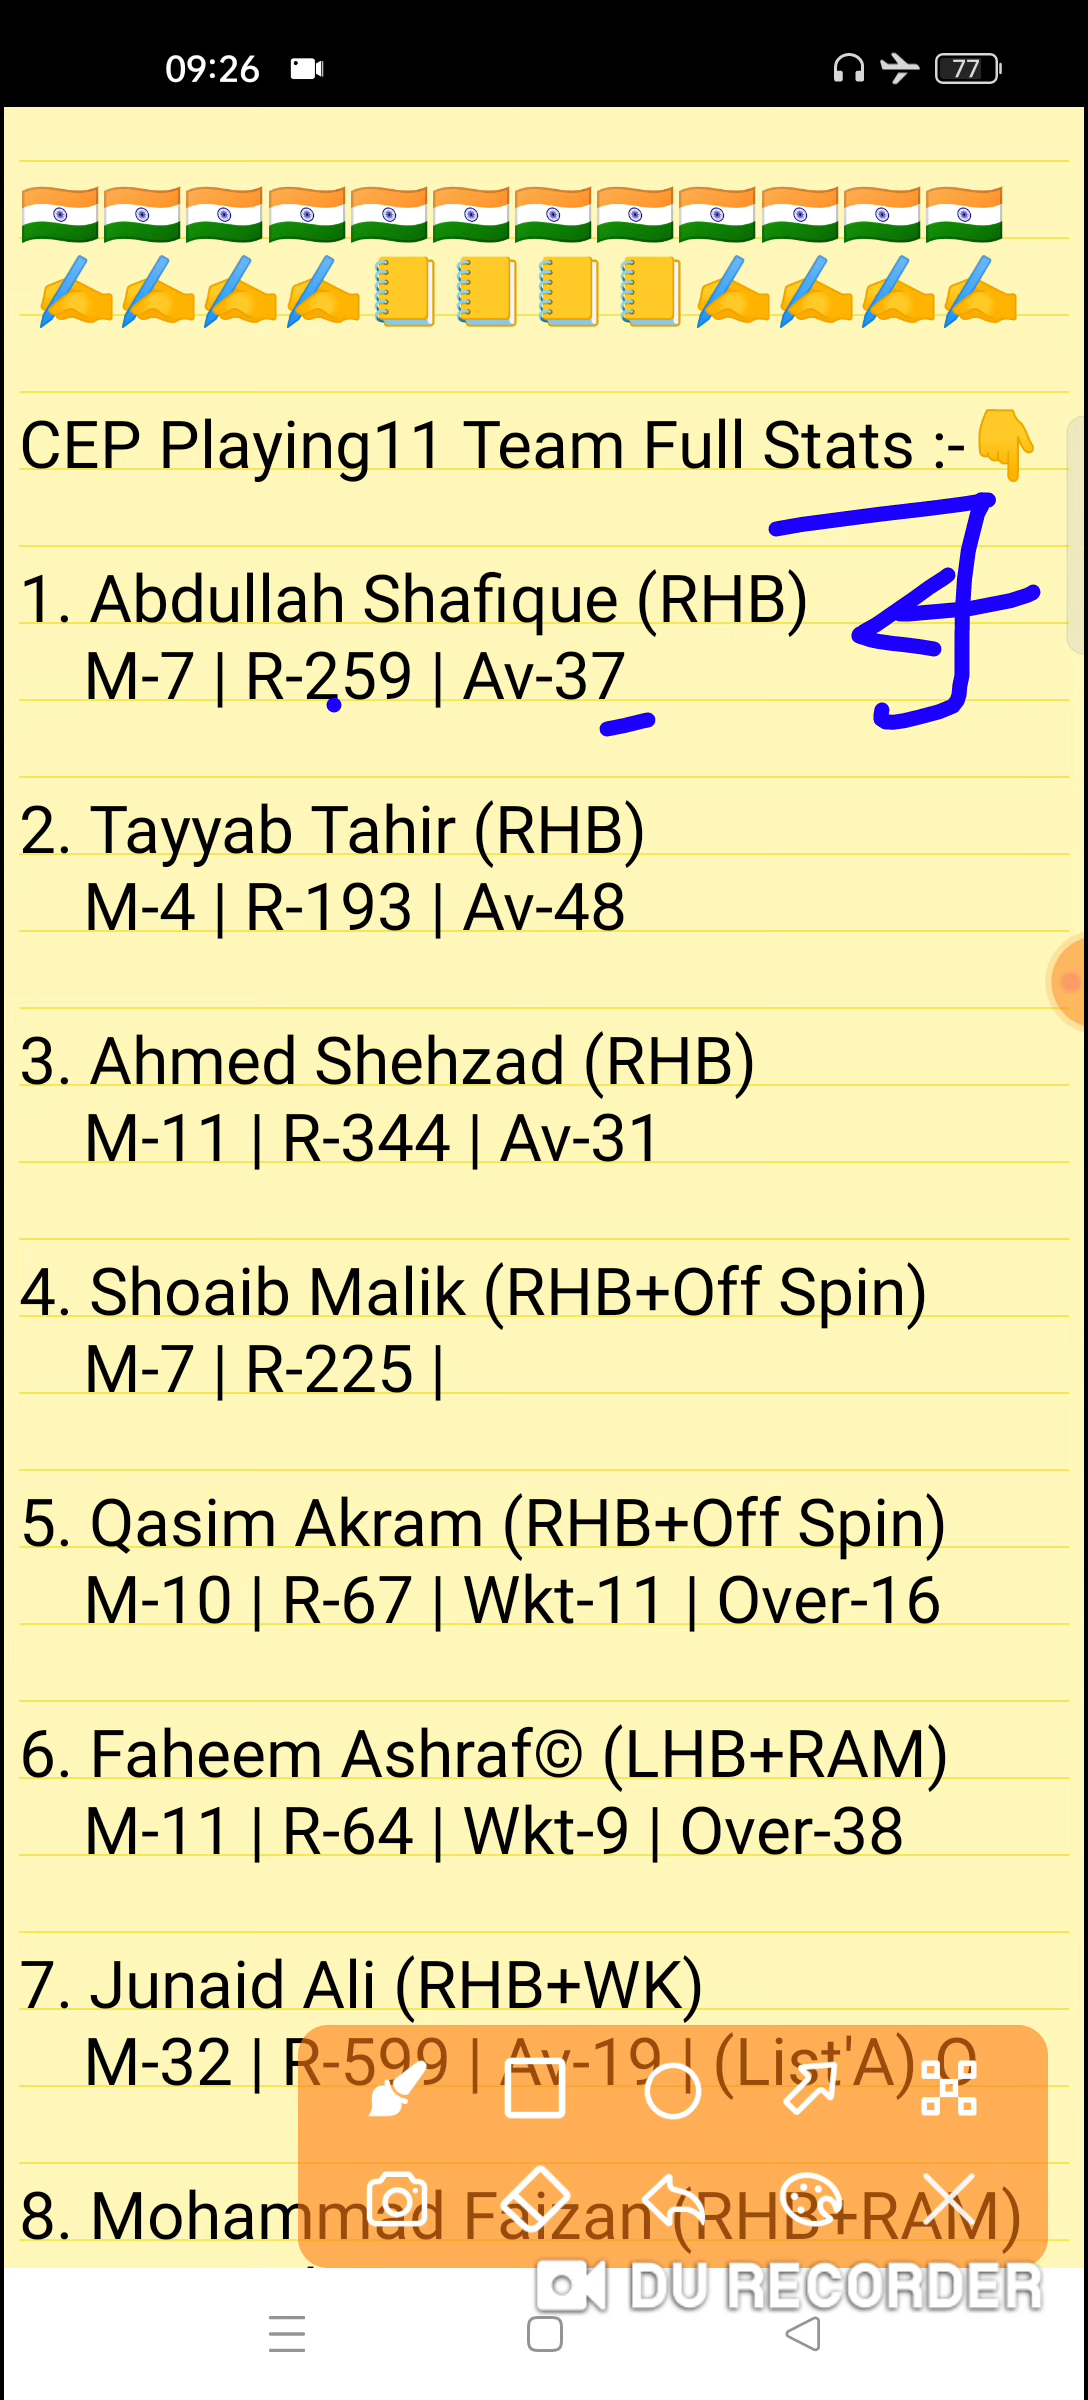 09:26
77
🇮🇳🇮🇳🇮🇳🇮🇳🇮🇳🇮🇳🇮🇳🇮🇳🇮🇳🇮🇳🇮🇳🇮🇳
✍️✍️✍️✍️📒📒📒📒✍️✍️✍️✍️
CEP Playing11 Team Full Stats :-👇
1. Abdullah Shafique (RHB)
M-7 | R-259 | Av-37
2. Tayyab Tahir (RHB)
M-4 | R-193 | Av-48
3. Ahmed Shehzad (RHB)
M-11 | R-344 | Av-31
4. Shoaib Malik (RHB+Off Spin)
M-7 | R-225 |
5. Qasim Akram (RHB+Off Spin)
M-10 | R-67 | Wkt-11 | Over-16
6. Faheem Ashraf© (LHB+RAM)
M-11 | R-64 | Wkt-9 | Over-38
7. Junaid Ali (RHB+WK)
M-32 | R-599 | Av-19 | (List'A) O
8. Mohammad Faizan (RHB+RAM)
DU RECORDER